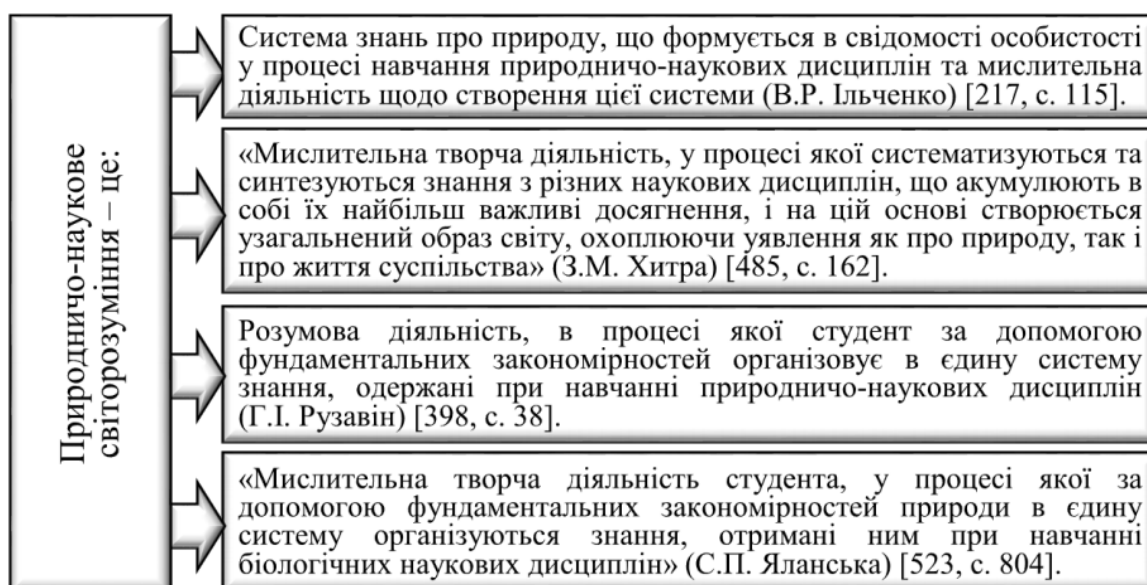 Природничо-наукове
світорозуміння – це:
Система знань про природу, що формується в свідомості особистості
у процесі навчання природничо-наукових дисциплін та мислительна
діяльність щодо створення цієї системи (В.Р. Ільченко) [217, с. 115].
«Мислительна творча діяльність, у процесі якої систематизуються та
синтезуються знання з різних наукових дисциплін, що акумулюють в
собі їх найбільш важливі досягнення, і на цій основі створюється
узагальнений образ світу, охоплюючи уявлення як про природу, так і
про життя суспільства» (З.М. Хитра) [485, с. 162].
Розумова діяльність, в процесі якої студент за допомогою
фундаментальних закономірностей організовує в єдину систему
знання, одержані при навчанні природничо-наукових дисциплін
(Г.І. Рузавін) [398, с. 38].
«Мислительна творча діяльність студента, у процесі якої за
допомогою фундаментальних закономірностей природи в єдину
систему організуються знання, отримані ним при навчанні
біологічних наукових дисциплін» (С.П. Яланська) [523, с. 804].